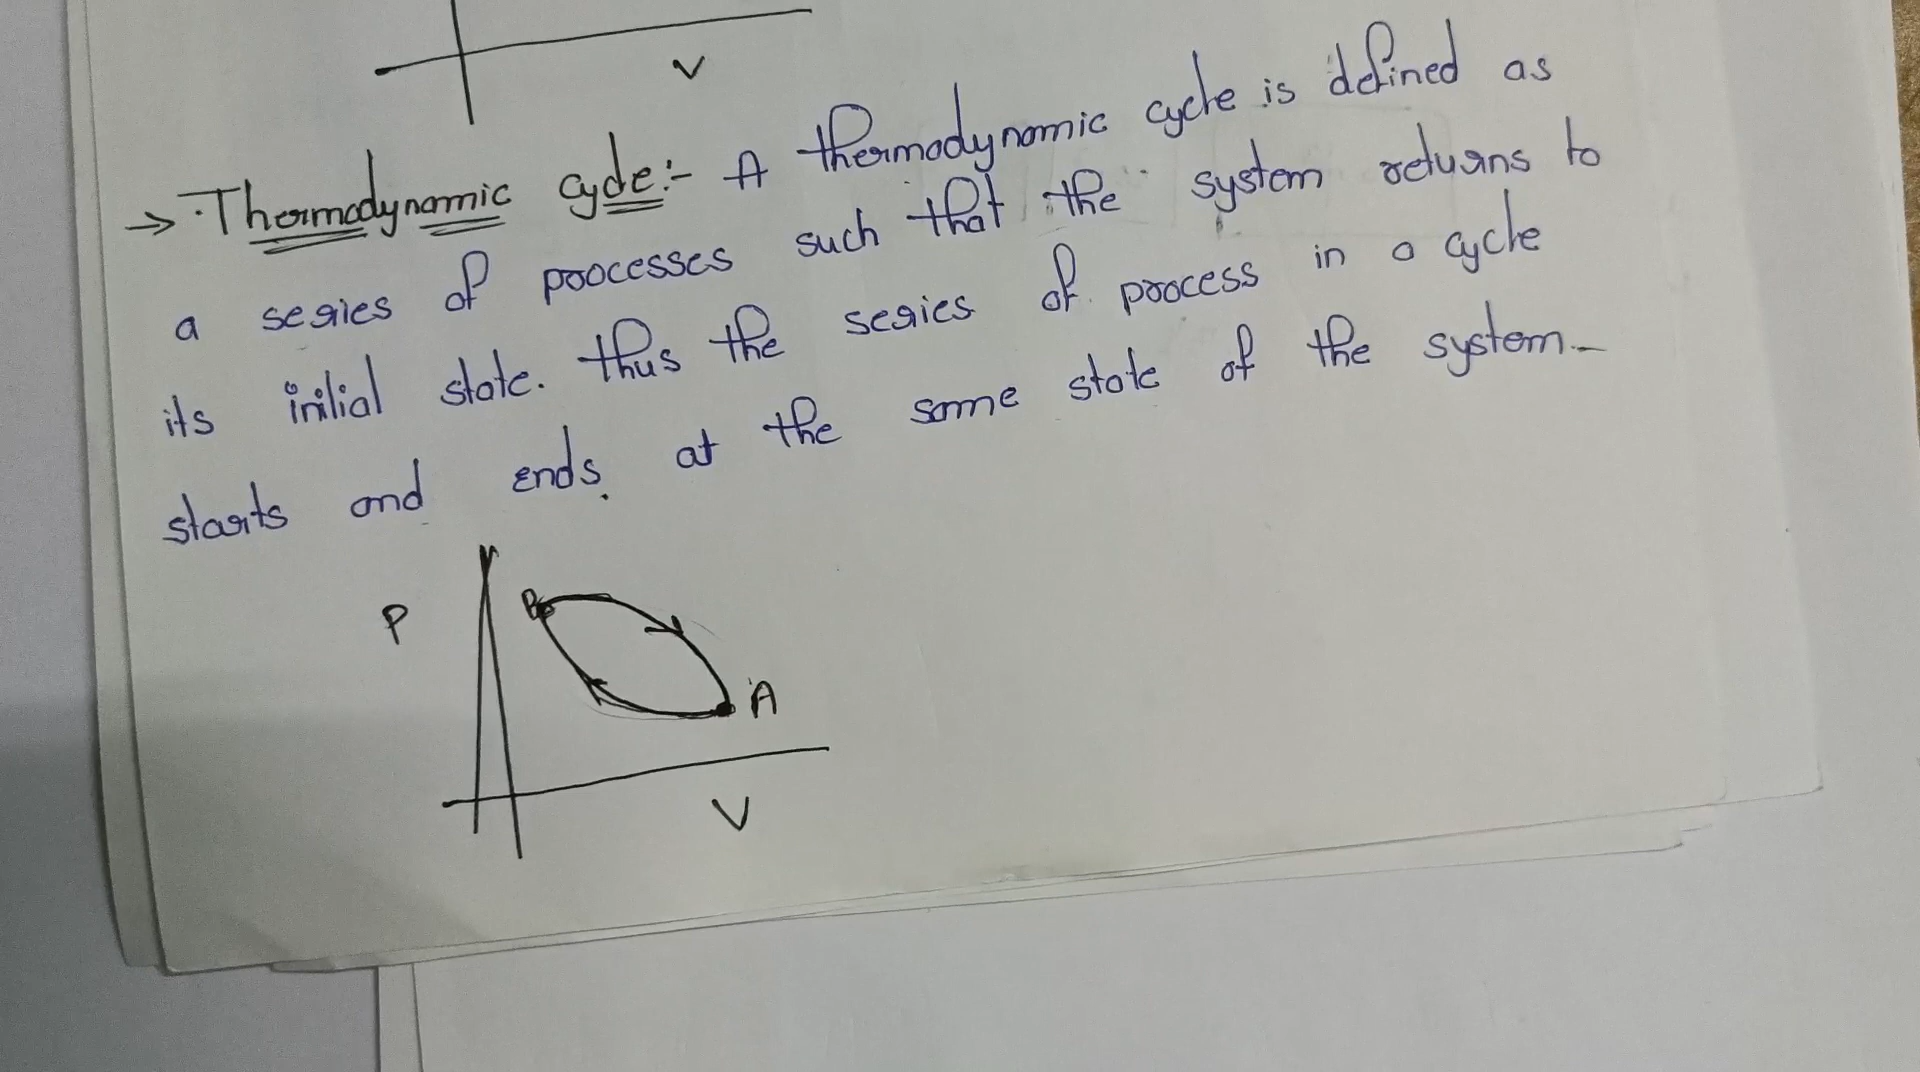 V
→ Thermodynamic cycle:- A thermodynamic cycle is defined as
a series of processes such that the system returns to
its initial state. thus the series of process in a cycle
starts and ends at the same state of the system.
P
B
A
V